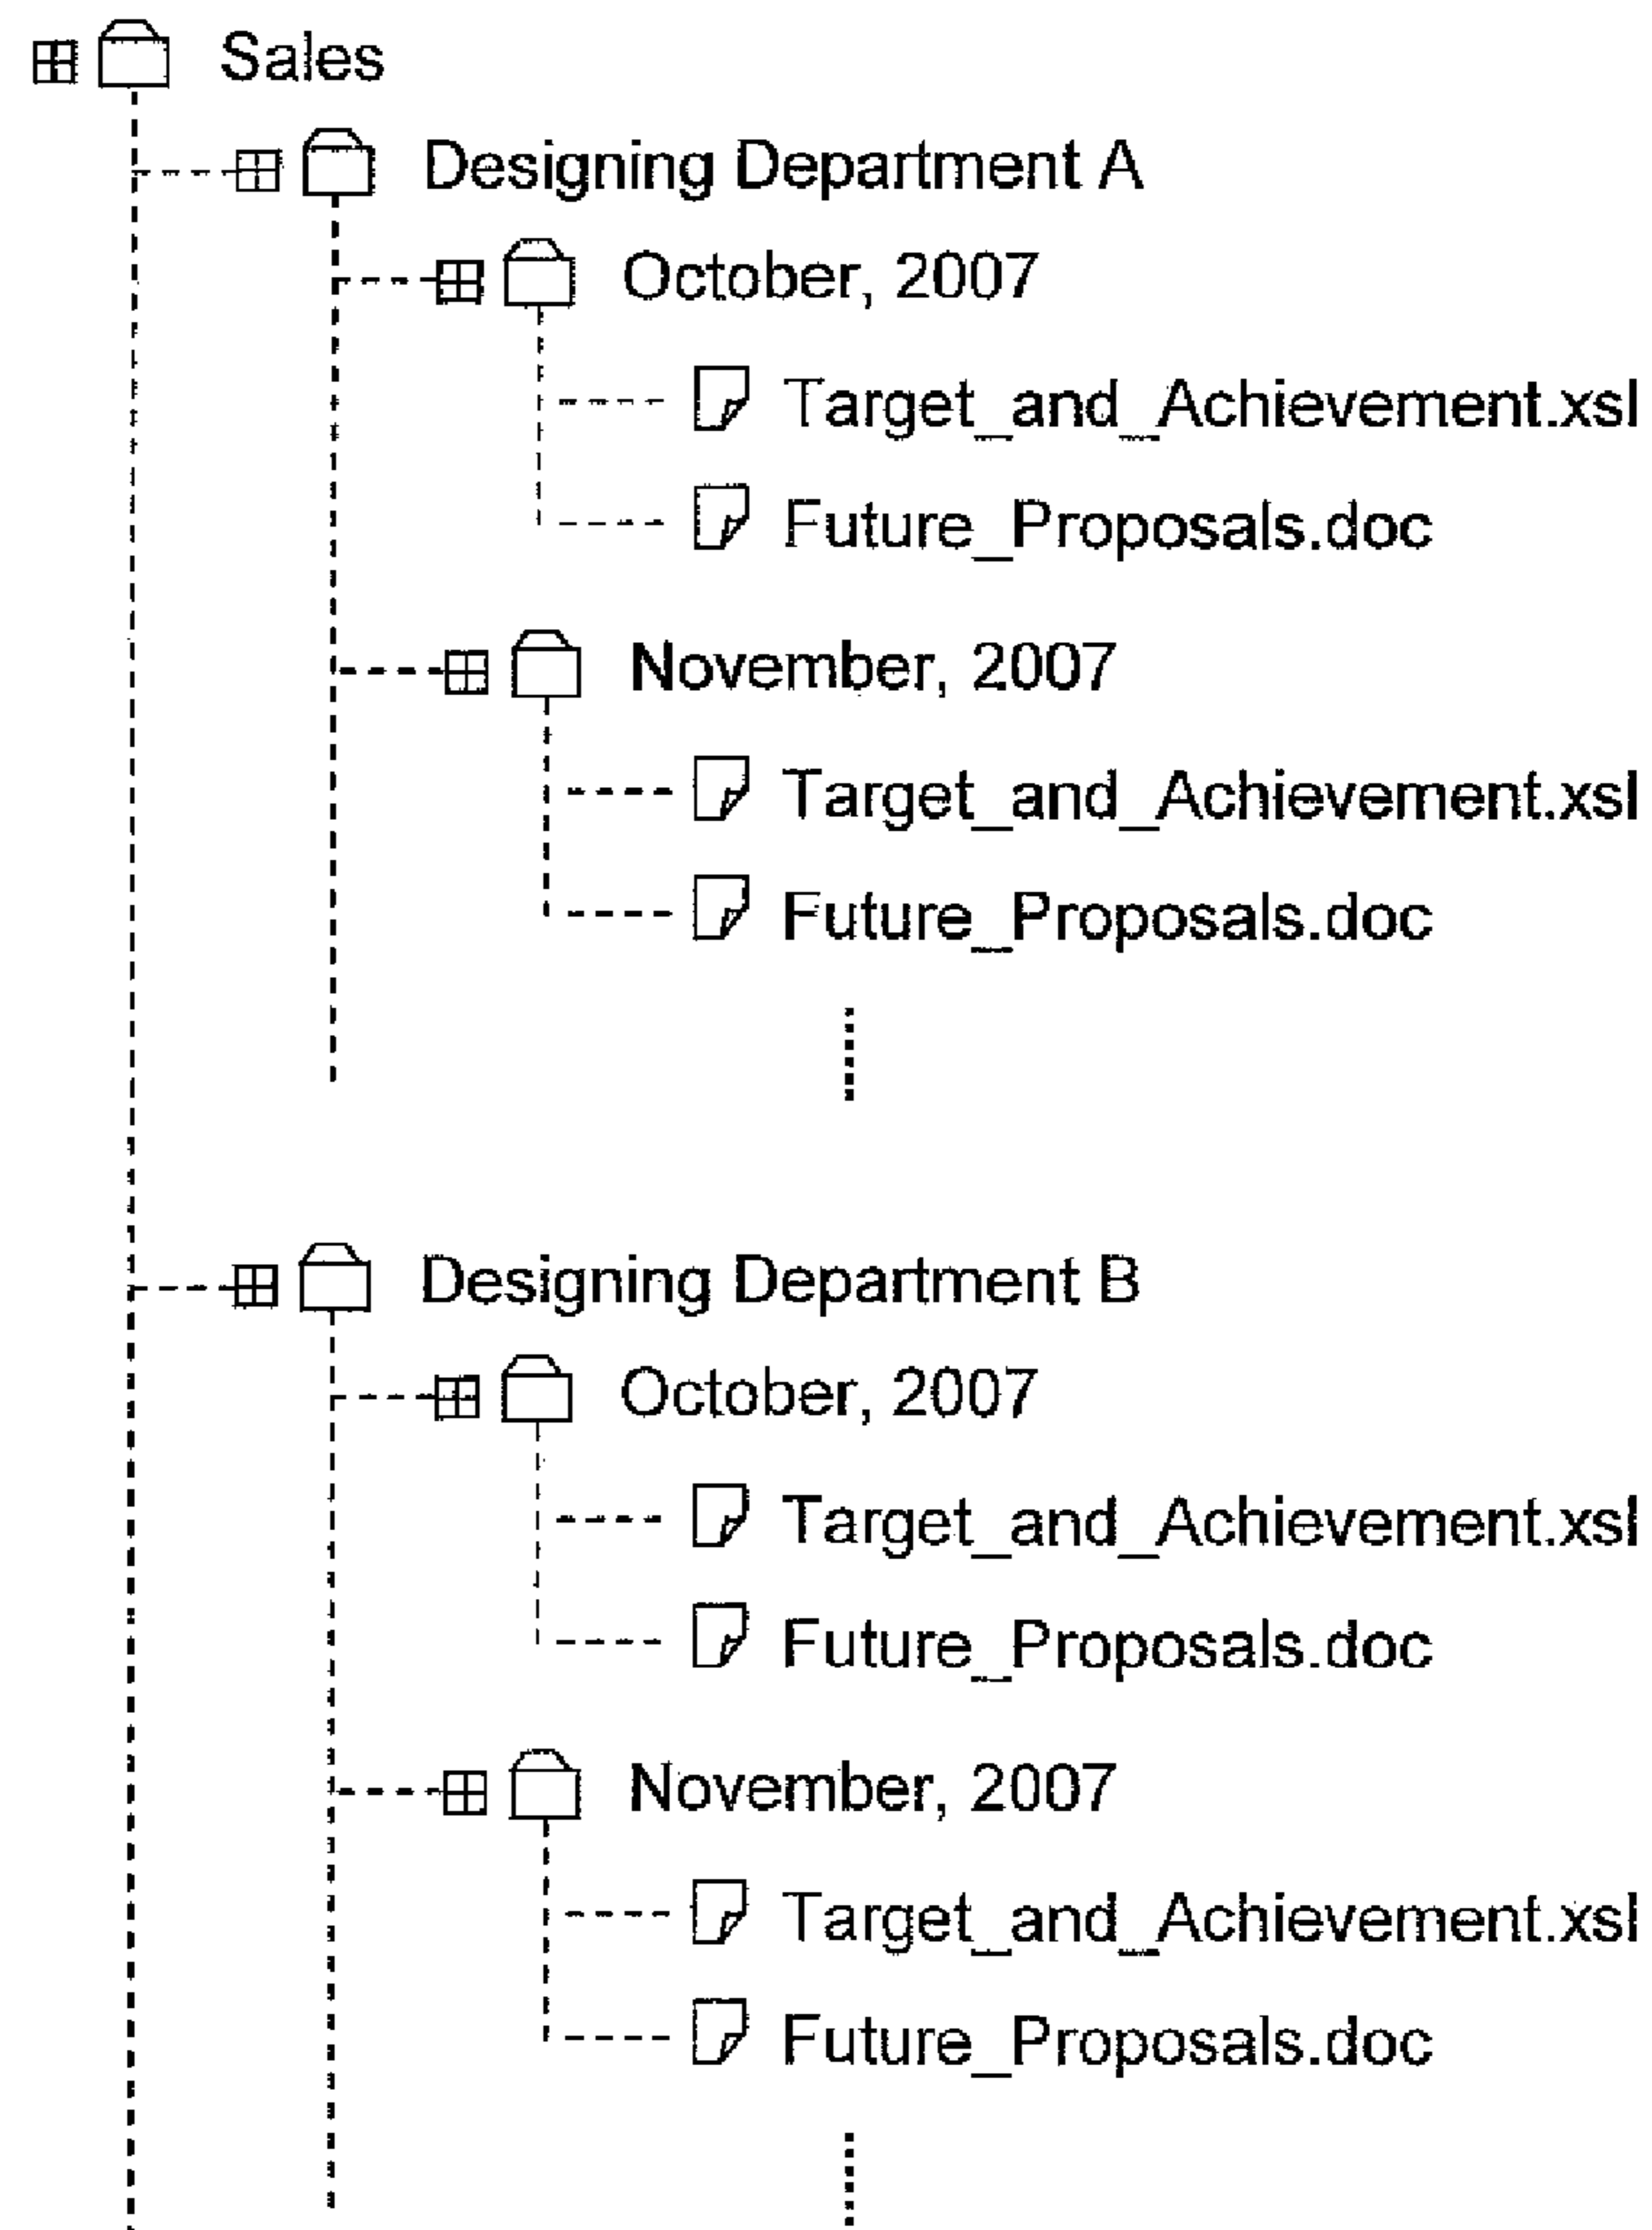 Sales
Designing Department A
October, 2007
Target_and_Achievement.xsl
Future_Proposals.doc
November, 2007
Target_and_Achievement.xsl
Future_Proposals.doc
Designing Department B
October, 2007
Target_and_Achievement.xsl
Future_Proposals.doc
November, 2007
Target_and_Achievement.xsl
Future_Proposals.doc